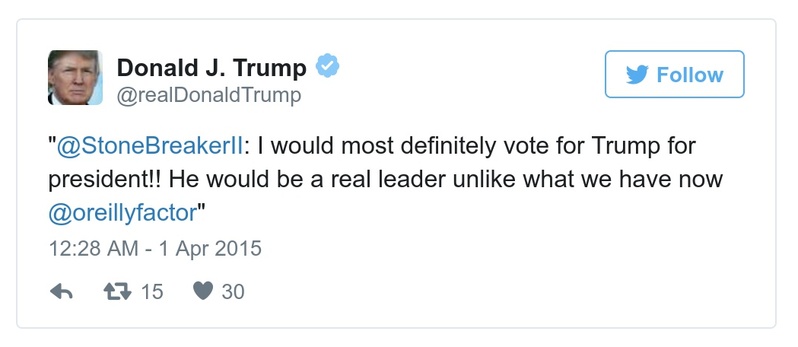 Donald J. Trump
@realDonaldTrump
Follow
"@StoneBreakerII: I would most definitely vote for Trump for
president!! He would be a real leader unlike what we have now
@oreillyfactor"
12:28 AM - 1 Apr 2015
15 30